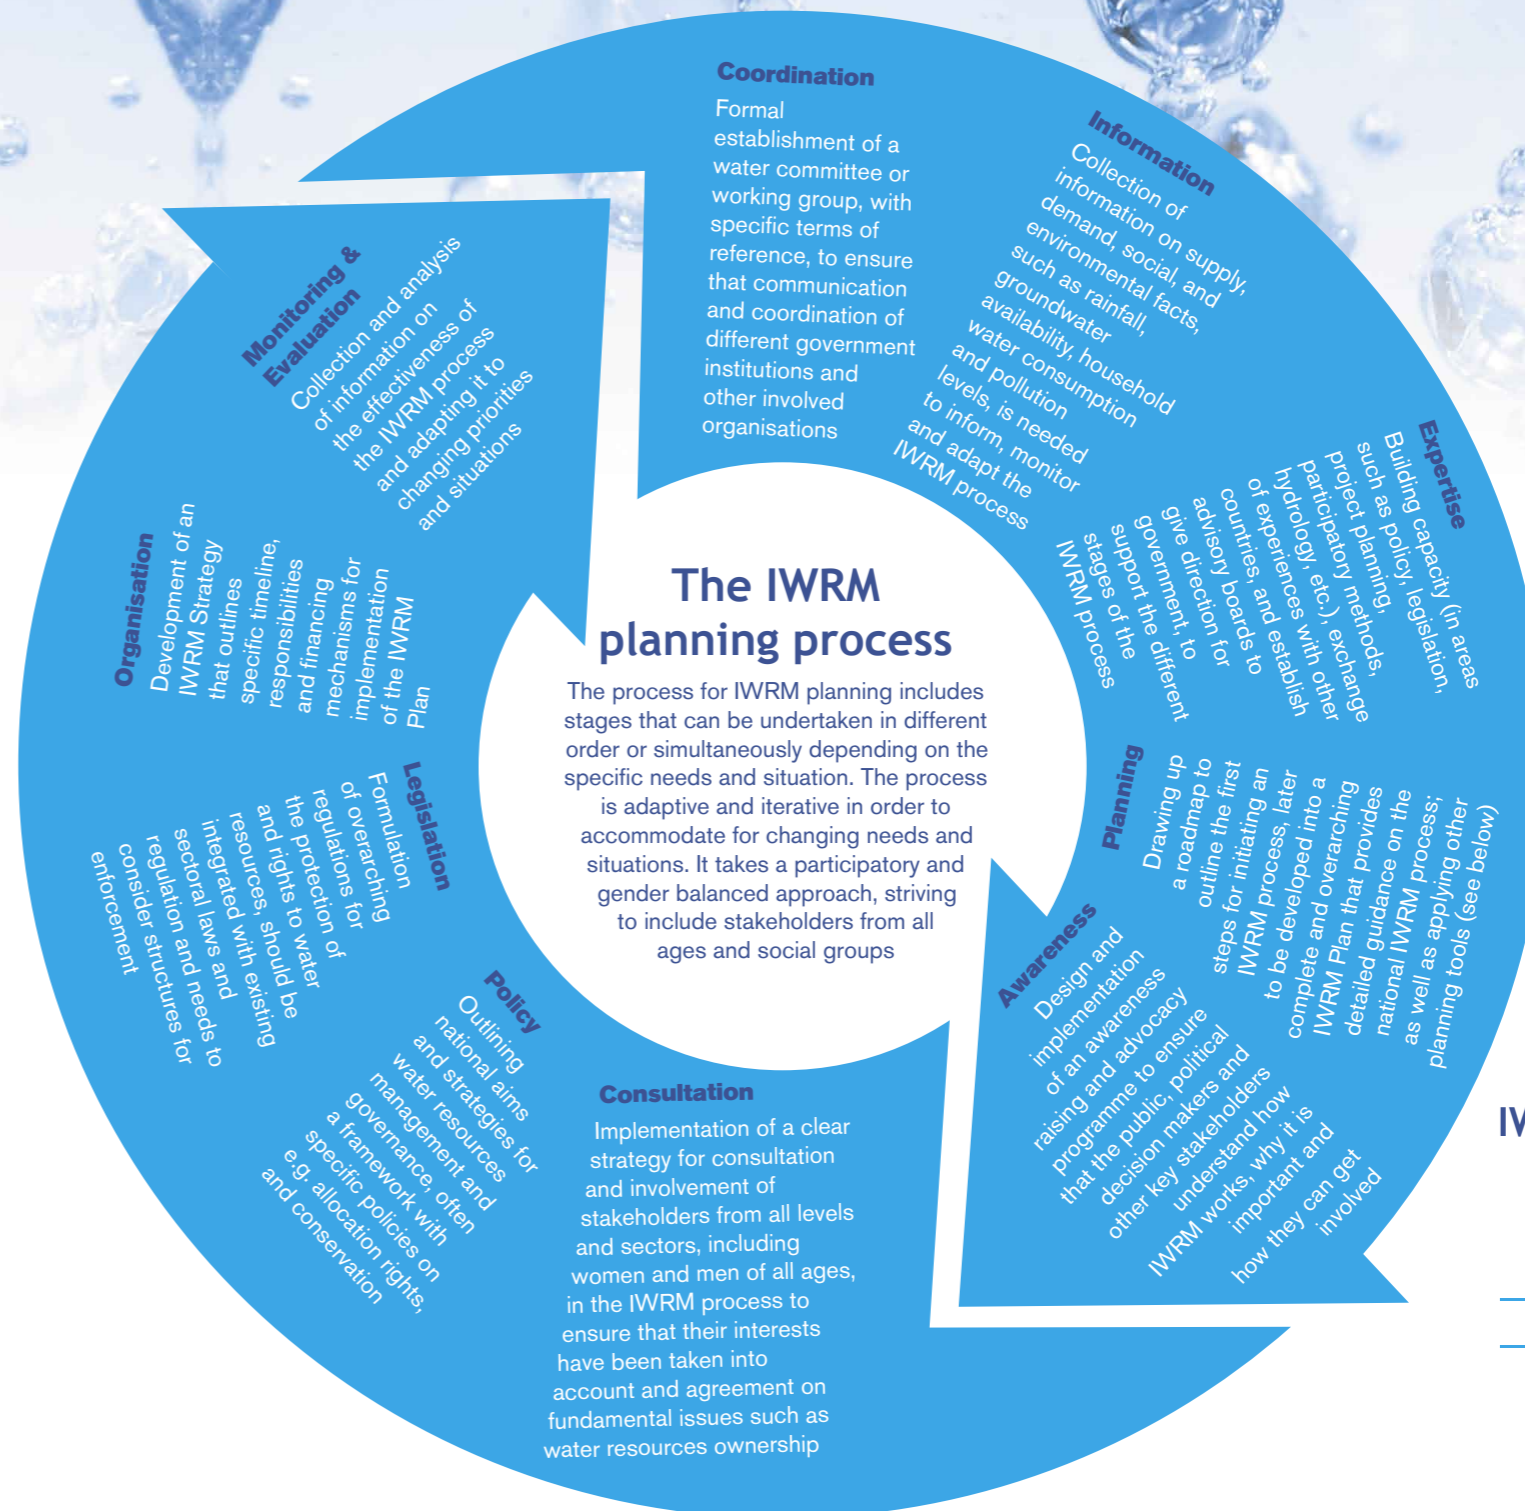 Coordination
Formal
establishment of a
water committee or
working group, with
specific terms of
reference, to ensure
that communication
and coordination of
different government
institutions and
other involved
organisations
Information
Collection of
information on supply,
demand, social, and
environmental facts,
such as rainfall,
groundwater
availability, household
water consumption
and pollution
levels, is needed
to inform, monitor
and adapt the
IWRM process
Expertise
Building capacity (in areas
such as policy, legislation,
project planning,
participatory methods,
hydrology, etc.), exchange
of experiences with other
countries, and establish
advisory boards to
give direction for
government, to
support the different
stages of the
IWRM process
Planning
Drawing up
a roadmap to
outline the first
steps for initiating an
IWRM process, later
to be developed into a
complete and overarching
IWRM Plan that provides
detailed guidance on the
national IWRM process;
as well as applying other
planning tools (see below)
Awareness
Design and
implementation
of an awareness
raising and advocacy
programme to ensure
that the public, political
decision makers and
other key stakeholders
understand how
IWRM works, why it is
important and
how they can get
involved
Consultation
Implementation of a clear
strategy for consultation
and involvement of
stakeholders from all levels
and sectors, including
women and men of all ages,
in the IWRM process to
ensure that their interests
have been taken into
account and agreement on
fundamental issues such as
water resources ownership
Policy
Outlining
national aims
and strategies for
water resources
management and
governance, often
a framework with
specific policies on
e.g. allocation rights,
and conservation
Legislation
Formulation
of overarching
regulations for
the protection of
and rights to water
resources, should be
integrated with existing
sectoral laws and
regulation and needs to
consider structures for
enforcement
Organisation
Development of an
IWRM Strategy
that outlines
specific timeline,
responsibilities
and financing
mechanisms for
implementation
of the IWRM
Plan
Monitoring &
Evaluation
Collection and analysis
of information on
the effectiveness of
the IWRM process
and adapting it to
changing priorities
and situations
The IWRM
planning process
The process for IWRM planning includes
stages that can be undertaken in different
order or simultaneously depending on the
specific needs and situation. The process
is adaptive and iterative in order to
accommodate for changing needs and
situations. It takes a participatory and
gender balanced approach, striving
to include stakeholders from all
ages and social groups